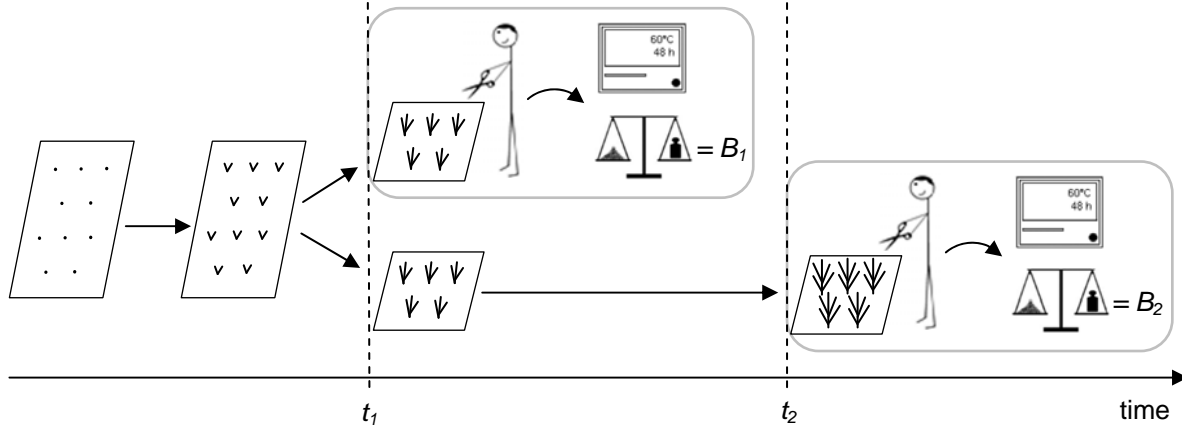 60°C
48 h
= B1
60°C
48 h
= B2
t1
t2
time